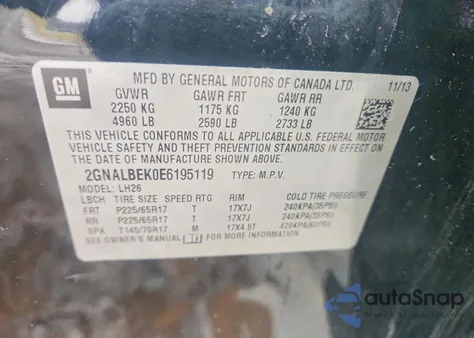 GM
MFD BY GENERAL MOTORS OF CANADA LTD.
11/13
GVWR GAWR FRT GAWR RR
2250 KG 1175 KG 1240 KG
4960 LB 2590 LB 2733 LB
THIS VEHICLE CONFORMS TO ALL APPLICABLE U.S. FEDERAL MOTOR
VEHICLE SAFETY AND THEFT PREVENTION STANDARDS IN EFFECT ON
THE DATE OF MANUFACTURE SHOWN ABOVE.
2GNALBEK0E6195119 TYPE: M.P.V.
MODEL: LH26
LBCH TIRE SIZE SPEED RTG RIM COLD TIRE PRESSURE
FRT P225/65R17 T 17X7J 240KPA(35PSI)
RR P225/65R17 T 17X7J 240KPA(35PSI)
SPA T145/70R17 M 17X4.5T 420KPA(60PSI)
SEE OWNER'S MANUAL FOR ADDITIONAL INFORMATION.
autoSnap